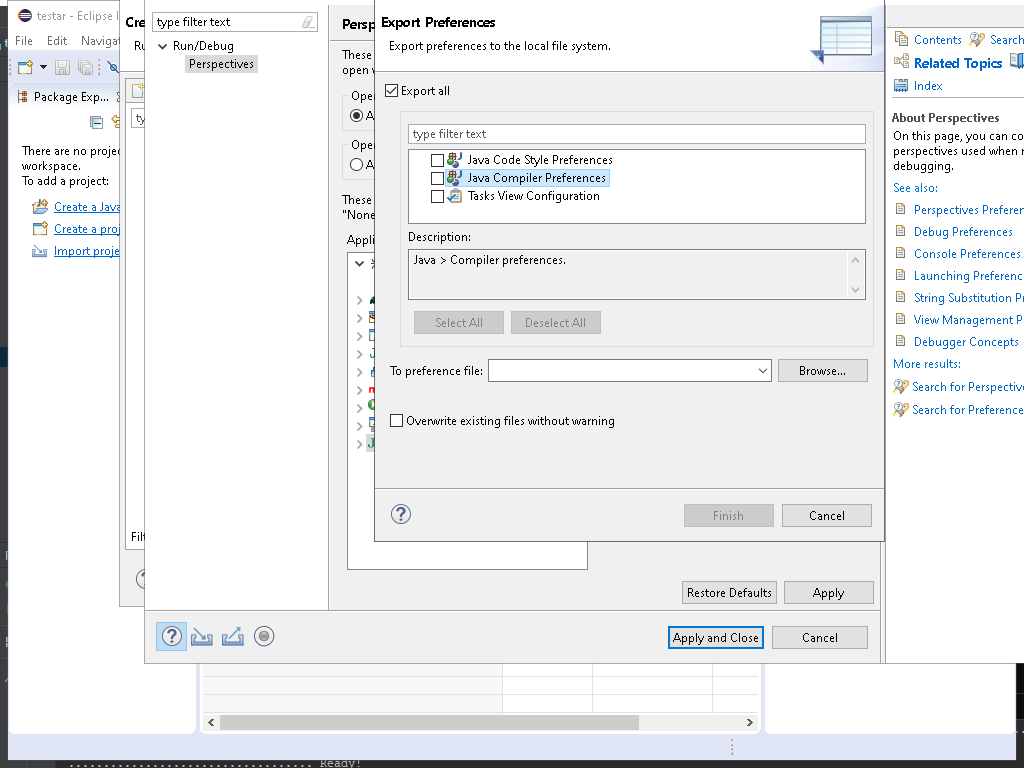 testar - Eclipse
File Edit Navigat
Package Exp...
There are no proje
workspace.
To add a project:
Create a Java
Create a proj
Import proje
Cre
Ru
ty
Filt
type filter text
Run/Debug
Perspectives
Persp
These
open
Ope
A
Ope
A
These
"None
Appli
Export Preferences
Export preferences to the local file system.
Export all
type filter text
Java Code Style Preferences
Java Compiler Preferences
Tasks View Configuration
Description:
Java > Compiler preferences.
Select All Deselect All
To preference file: Browse...
Overwrite existing files without warning
Finish Cancel
Restore Defaults Apply
Apply and Close Cancel
Contents Search
Related Topics
Index
About Perspectives
On this page, you can co
perspectives used when
debugging.
See also:
Perspectives Preferen
Debug Preferences
Console Preferences
Launching Preferenc
String Substitution Pr
View Management P
Debugger Concepts
More results:
Search for Perspectiv
Search for Preference
Ready!